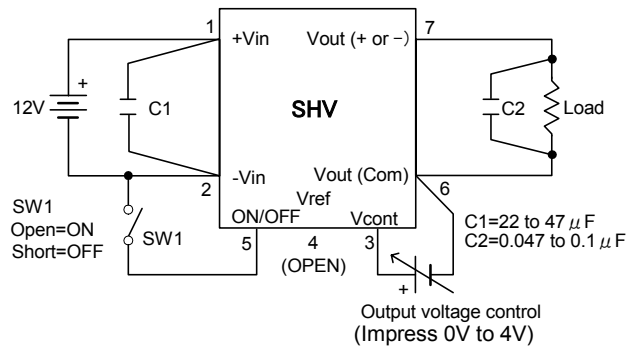 1
7
+Vin
Vout (+ or −)
+
12V
C1
SHV
C2
Load
Vout (Com)
2
-Vin
6
Vref
SW1
Open=ON
Short=OFF
SW1
ON/OFF
Vcont
C1=22 to 47 μF
C2=0.047 to 0.1 μF
5
4
3
(OPEN)
+
Output voltage control
(Impress 0V to 4V)